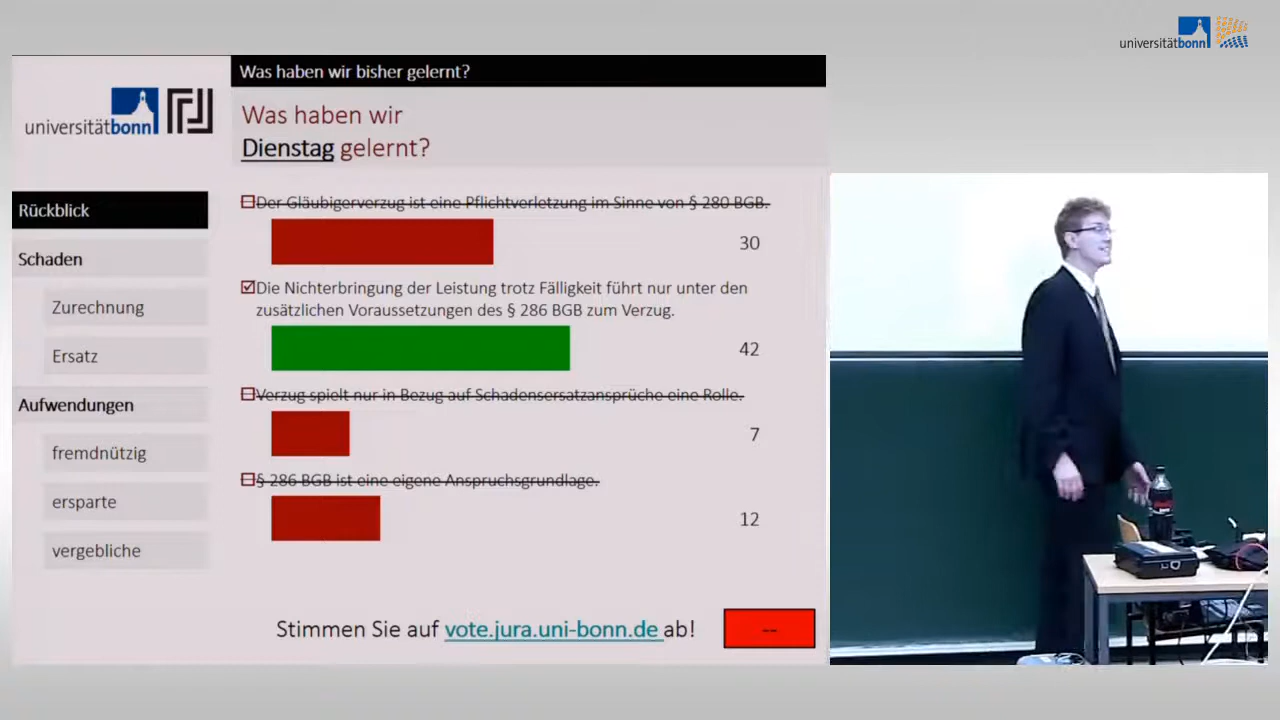 universitätbonn
Was haben wir bisher gelernt?
universitätbonn
Was haben wir
Dienstag gelernt?
Rückblick
Schaden
Zurechnung
Ersatz
Aufwendungen
fremdnützig
ersparte
vergebliche
Der Gläubigerverzug ist eine Pflichtverletzung im Sinne von § 280 BGB.
30
Die Nichterbringung der Leistung trotz Fälligkeit führt nur unter den
zusätzlichen Voraussetzungen des § 286 BGB zum Verzug.
42
Verzug spielt nur in Bezug auf Schadensersatzansprüche eine Rolle.
7
§ 286 BGB ist eine eigene Anspruchsgrundlage.
12
Stimmen Sie auf vote.jura.uni-bonn.de ab!
--